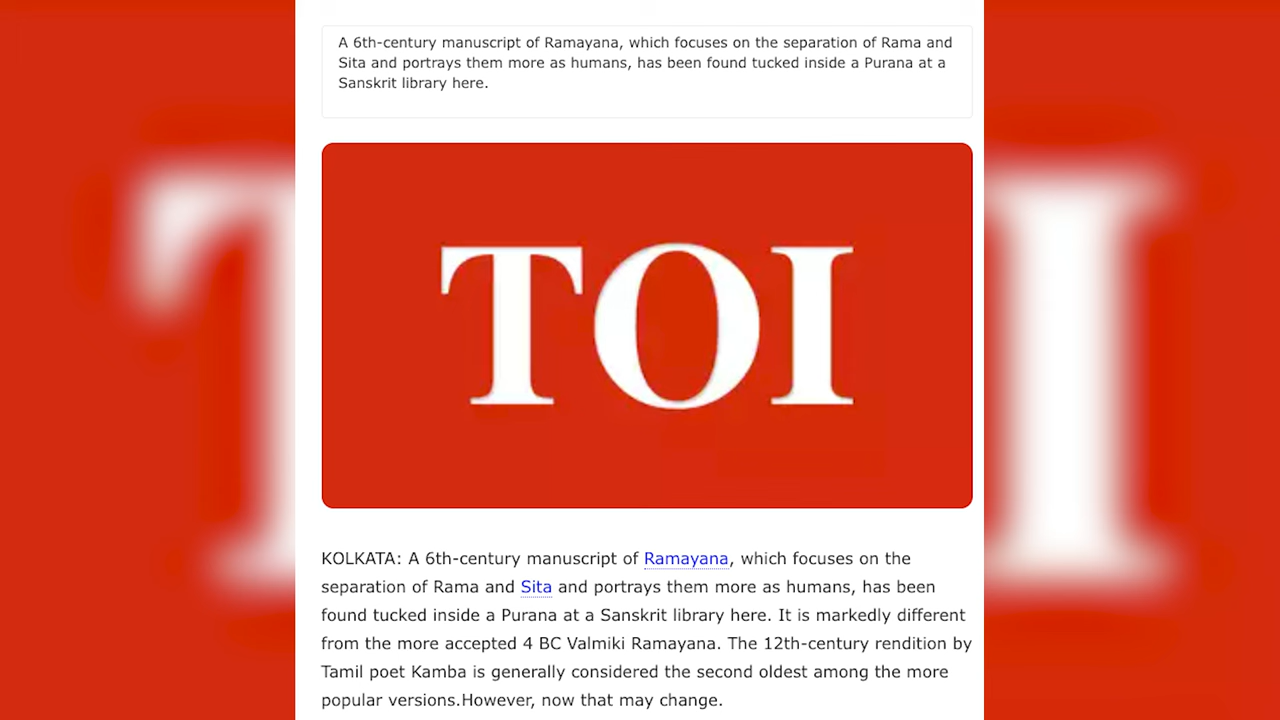 A 6th-century manuscript of Ramayana, which focuses on the separation of Rama and
Sita and portrays them more as humans, has been found tucked inside a Purana at a
Sanskrit library here.
TOI
KOLKATA: A 6th-century manuscript of Ramayana, which focuses on the
separation of Rama and Sita and portrays them more as humans, has been
found tucked inside a Purana at a Sanskrit library here. It is markedly different
from the more accepted 4 BC Valmiki Ramayana. The 12th-century rendition by
Tamil poet Kamba is generally considered the second oldest among the more
popular versions.However, now that may change.